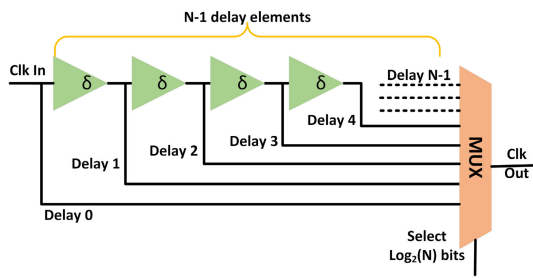 N-1 delay elements
Clk In
δ δ δ δ
Delay N-1
Delay 4
Delay 3
Delay 2
Delay 1
Delay 0
MUX
Clk
Out
Select
Log₂(N) bits